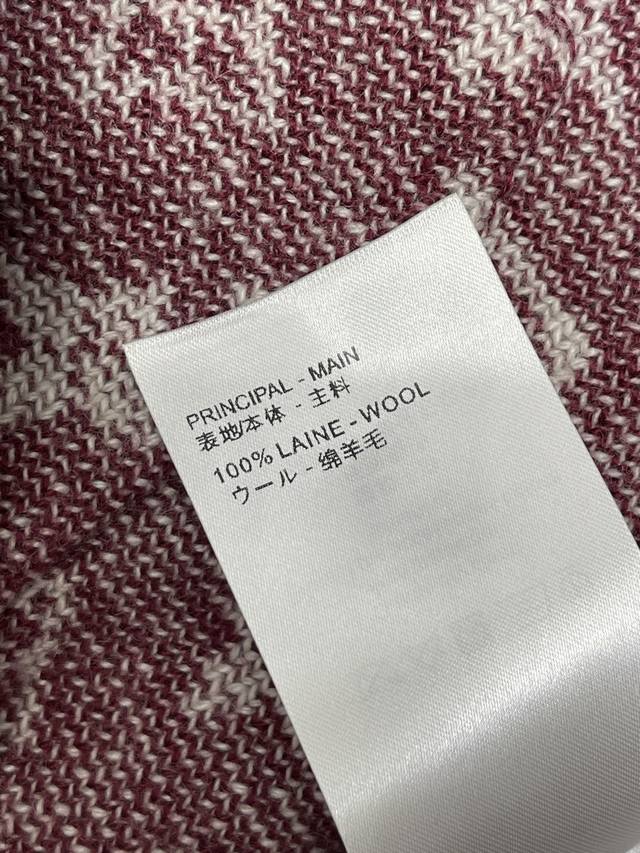 PRINCIPAL - MAIN
表地/本体 - 主料
100% LAINE - WOOL
ウール - 绵羊毛